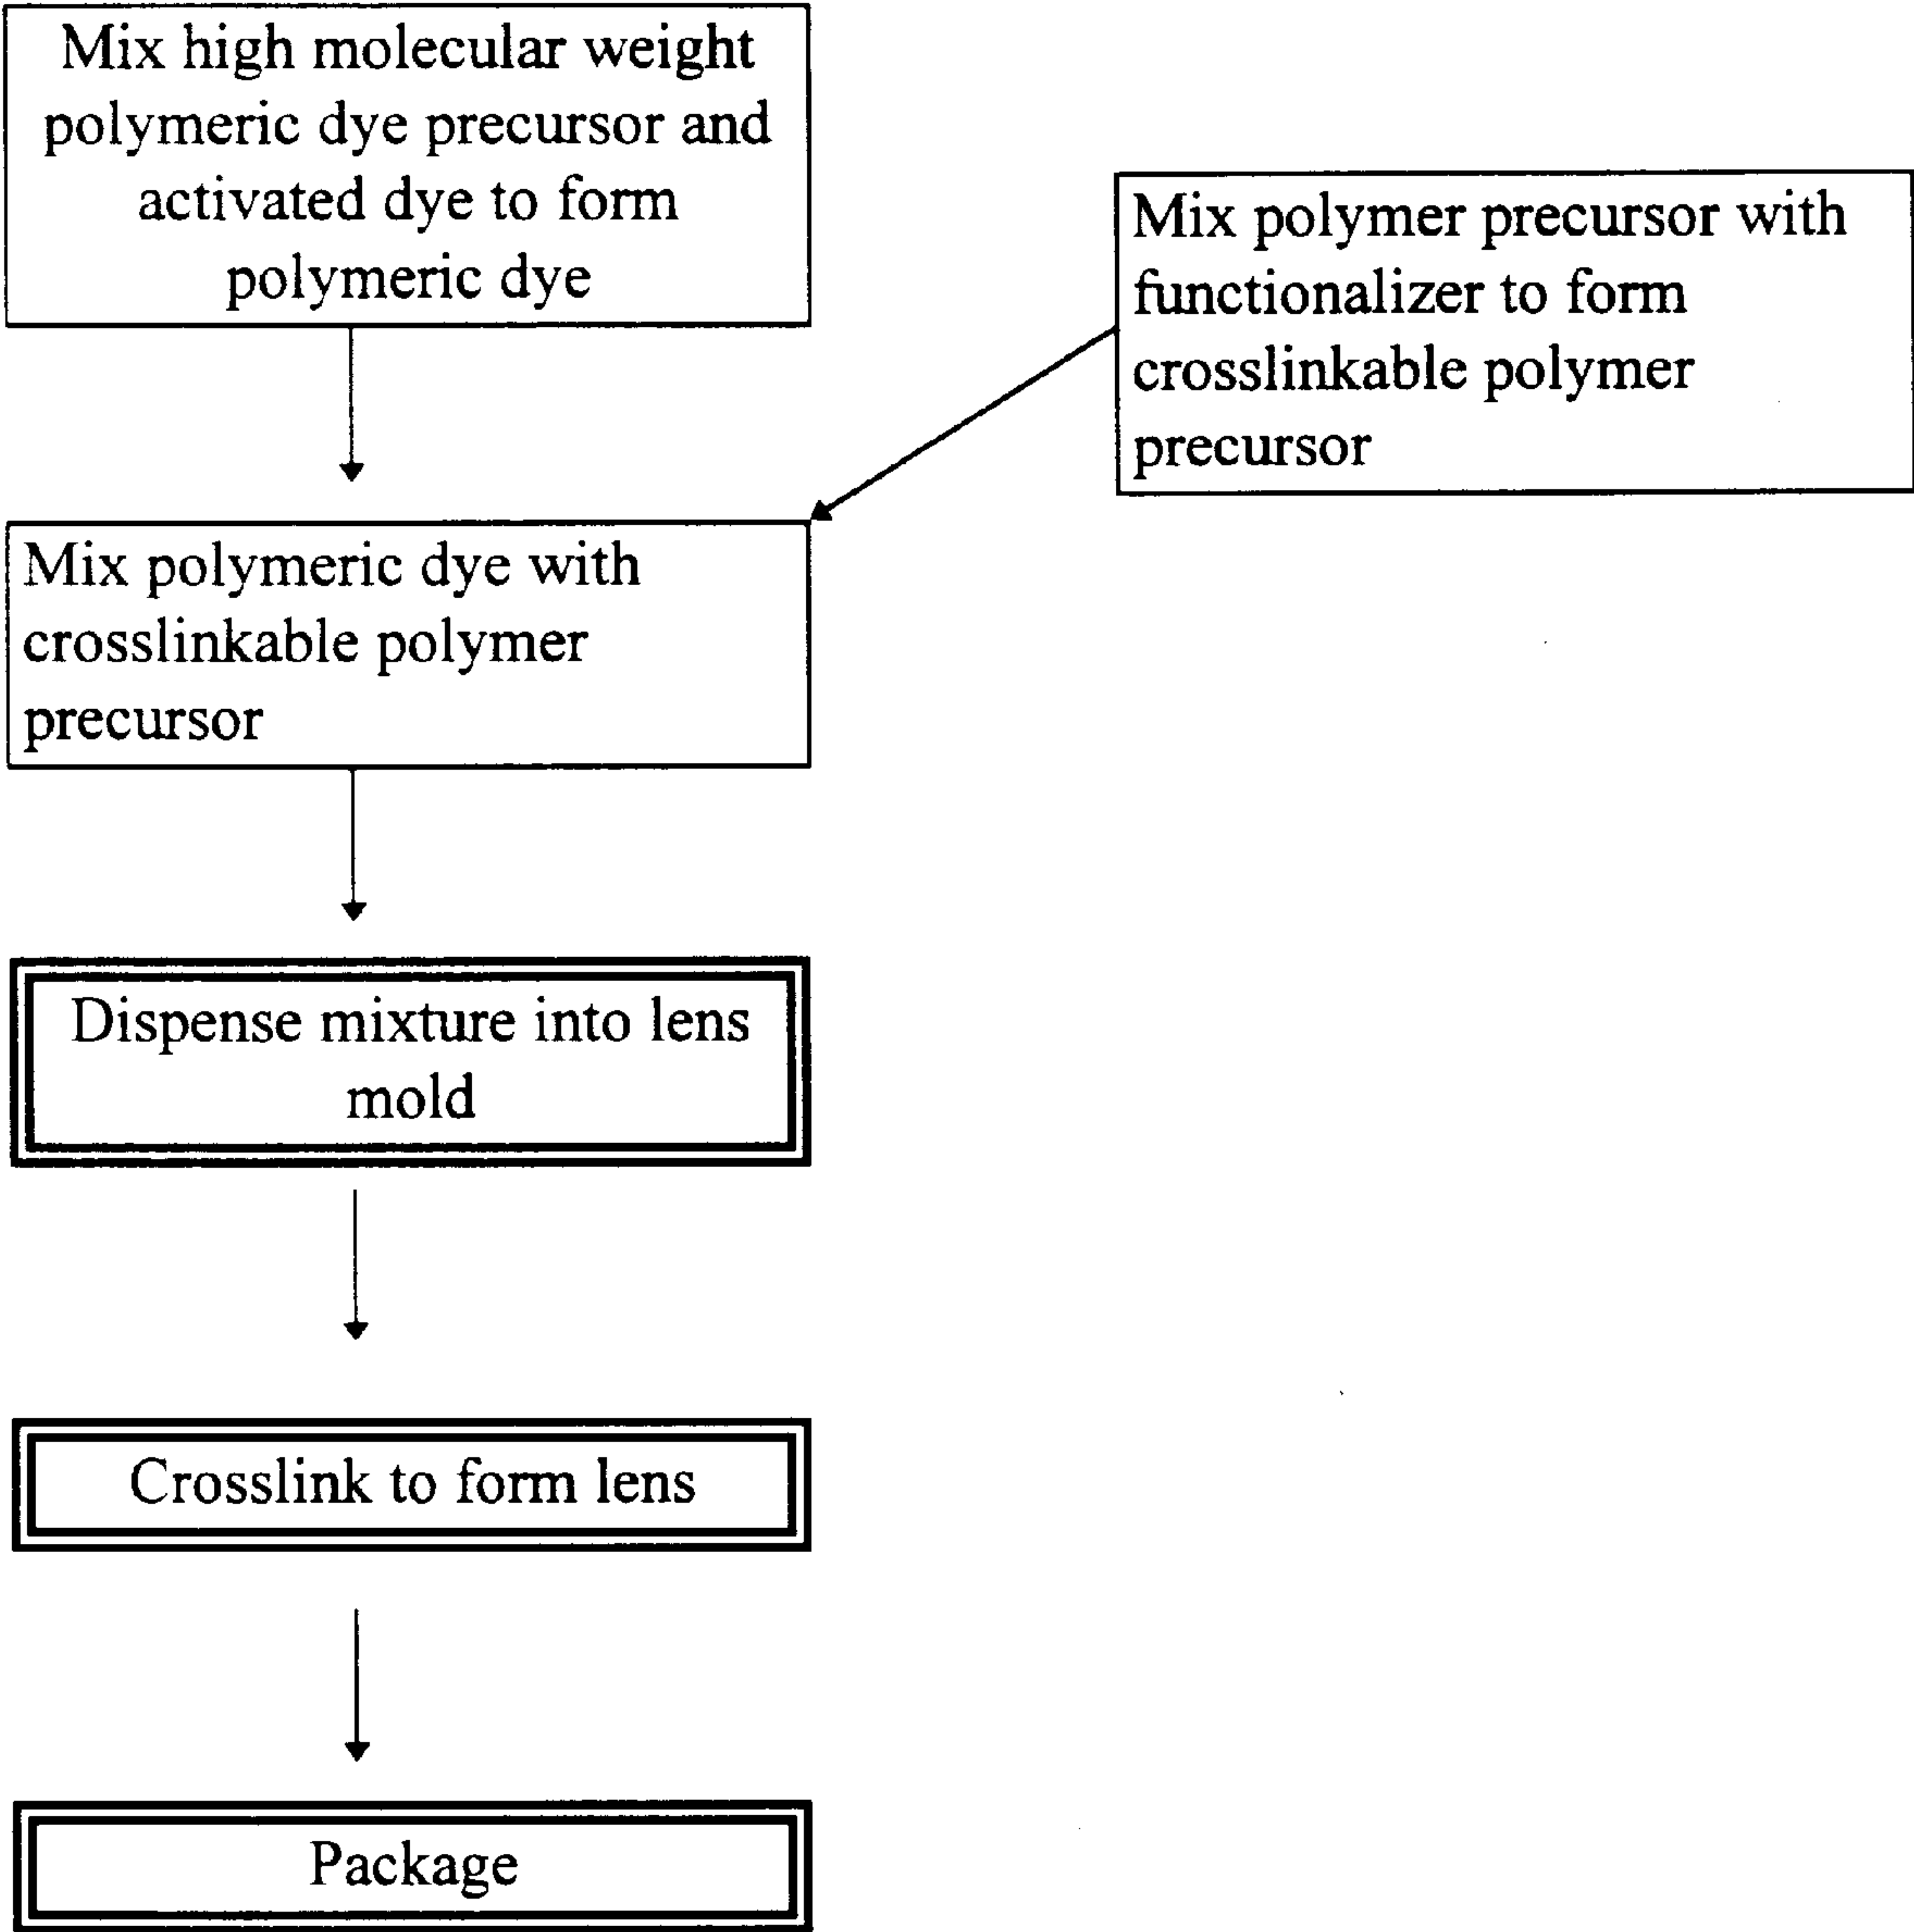 Mix high molecular weight
polymeric dye precursor and
activated dye to form
polymeric dye
Mix polymer precursor with
functionalizer to form
crosslinkable polymer
precursor
Mix polymeric dye with
crosslinkable polymer
precursor
Dispense mixture into lens
mold
Crosslink to form lens
Package